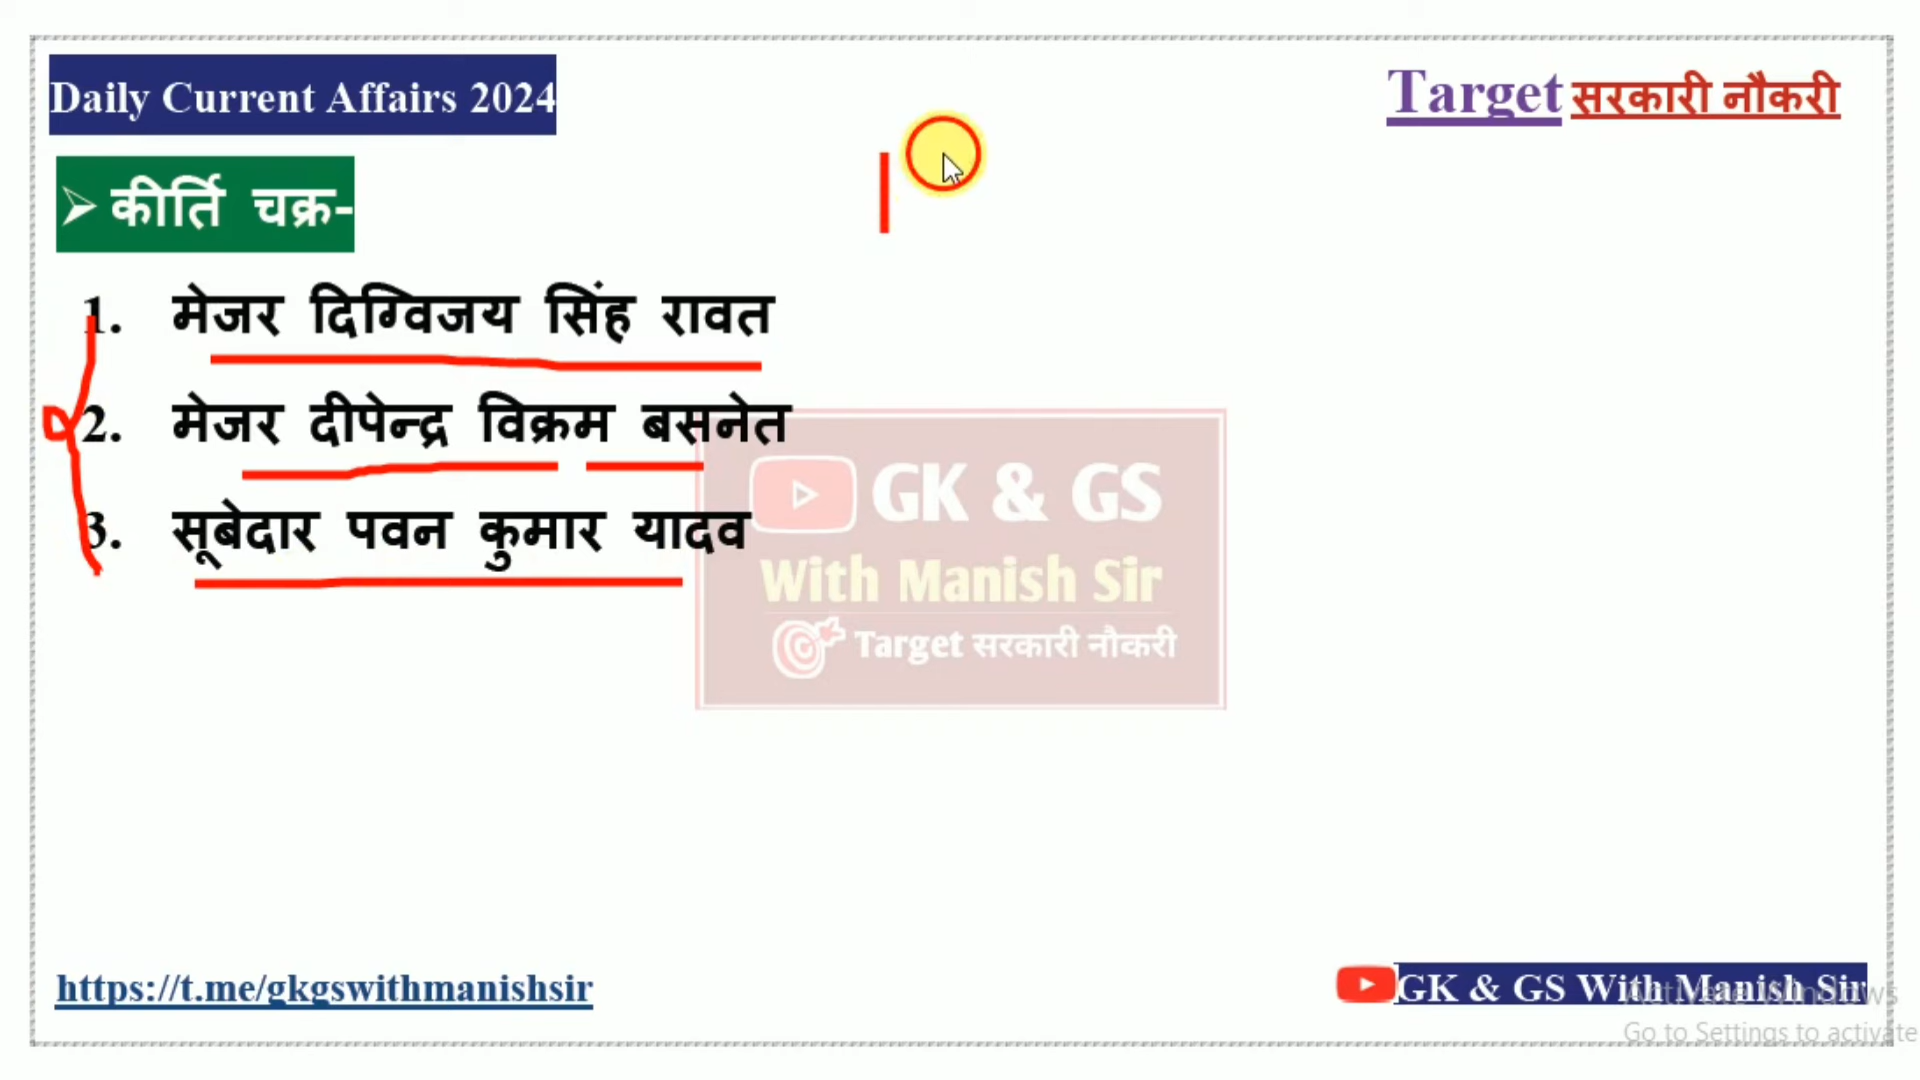 Daily Current Affairs 2024
Target सरकारी नौकरी
कीर्ति चक्र-
1. मेजर दिग्विजय सिंह रावत
2. मेजर दीपेन्द्र विक्रम बसनेत
3. सूबेदार पवन कुमार यादव
GK & GS
With Manish Sir
Target सरकारी नौकरी
https://t.me/gkgswithmanishsir
GK & GS With Manish Sir
Activate Windows
Go to Settings to activate